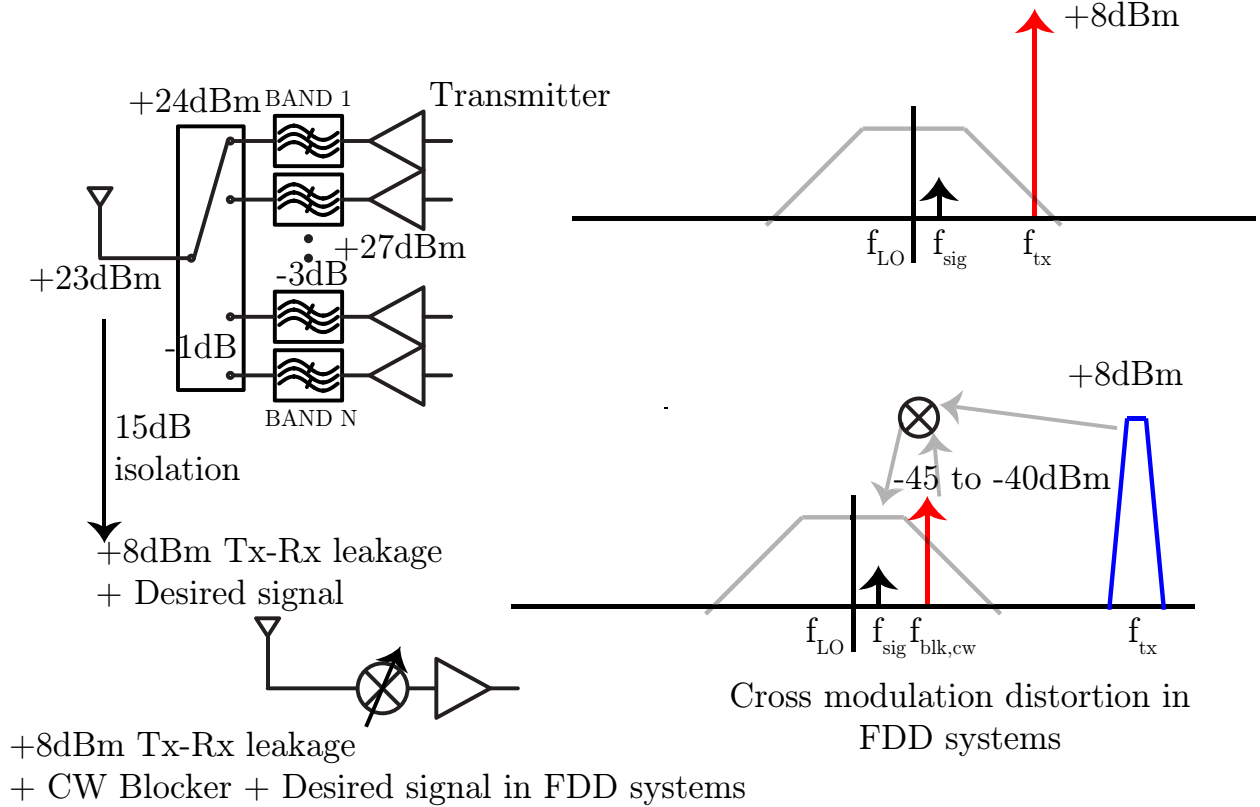 +24dBm
BAND 1
Transmitter
+27dBm
-3dB
+23dBm
-1dB
BAND N
15dB
isolation
+8dBm Tx-Rx leakage
+ Desired signal
+8dBm Tx-Rx leakage
+ CW Blocker + Desired signal in FDD systems
+8dBm
f_LO f_sig f_tx
+8dBm
-45 to -40dBm
f_LO f_sig f_blk,cw f_tx
Cross modulation distortion in
FDD systems